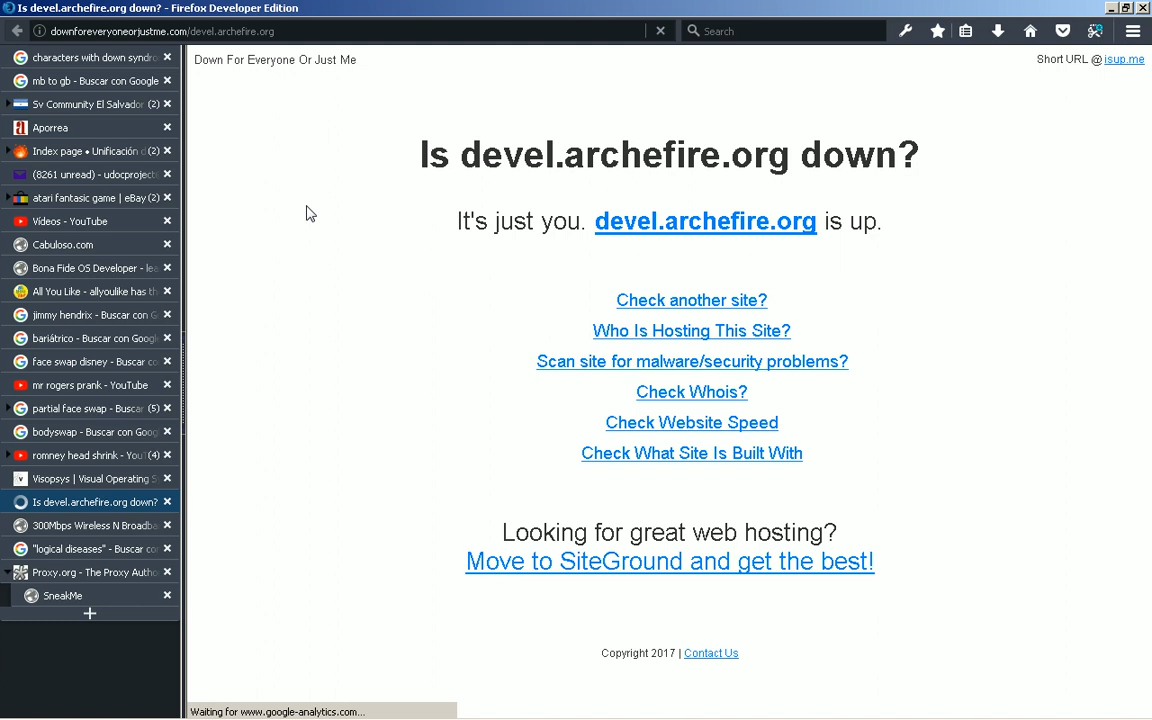 Is devel.archefire.org down? - Firefox Developer Edition
downforeveryoneorjustme.com/devel.archefire.org
Search
characters with down syndro
mb to gb - Buscar con Google
Sv Community El Salvador (2)
Aporrea
Index page • Unificación d (2)
(8261 unread) - udocproject
atari fantasic game | eBay (2)
Vídeos - YouTube
Cabuloso.com
Bona Fide OS Developer - lea
All You Like - allyoulike has th
jimmy hendrix - Buscar con G
bariátrico - Buscar con Google
face swap disney - Buscar co
mr rogers prank - YouTube
partial face swap - Buscar (5)
bodyswap - Buscar con Goog
romney head shrink - YouT (4)
Visopsys | Visual Operating S
Is devel.archefire.org down?
300Mbps Wireless N Broadba
"logical diseases" - Buscar co
Proxy.org - The Proxy Autho
SneakMe
Down For Everyone Or Just Me
Short URL @ isup.me
Is devel.archefire.org down?
It's just you. devel.archefire.org is up.
Check another site?
Who Is Hosting This Site?
Scan site for malware/security problems?
Check Whois?
Check Website Speed
Check What Site Is Built With
Looking for great web hosting?
Move to SiteGround and get the best!
Copyright 2017 | Contact Us
Waiting for www.google-analytics.com...